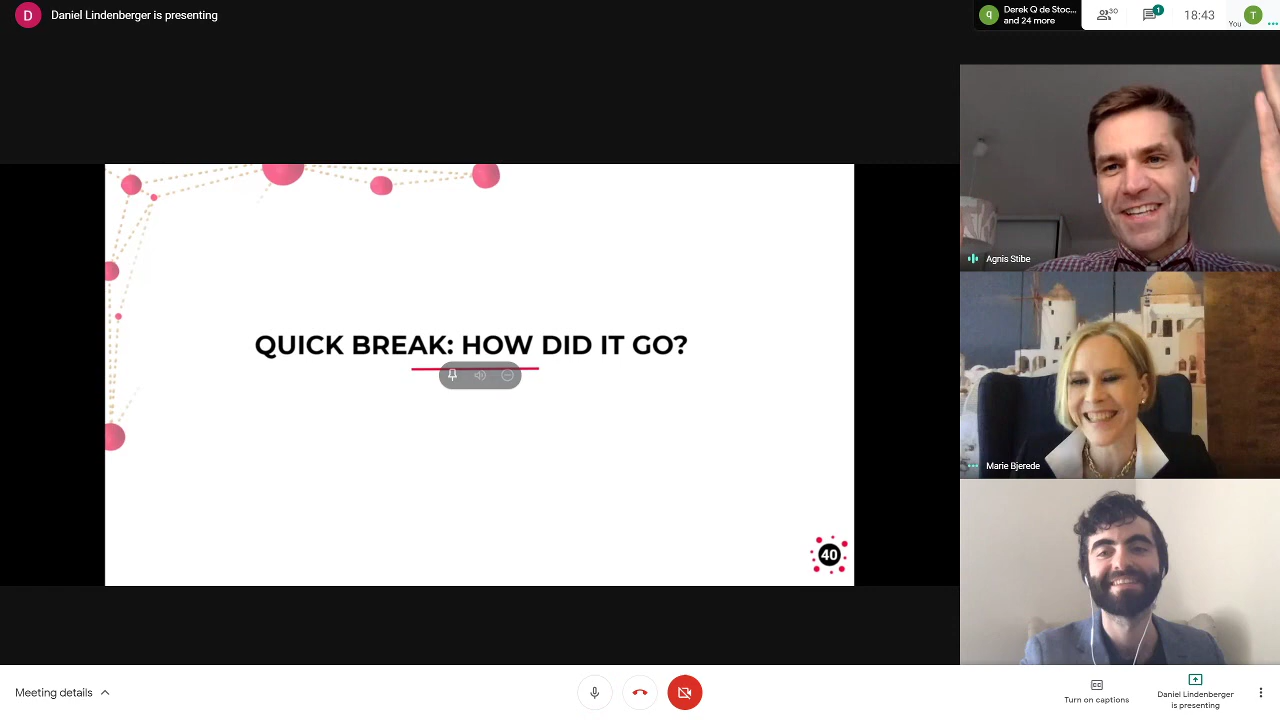 D
Daniel Lindenberger is presenting
q
Derek Q de Stoc...
and 24 more
30
1
18:43
You
T
Agnis Stibe
QUICK BREAK: HOW DID IT GO?
Marie Bjerede
40
Meeting details
CC
Turn on captions
Daniel Lindenberger
is presenting